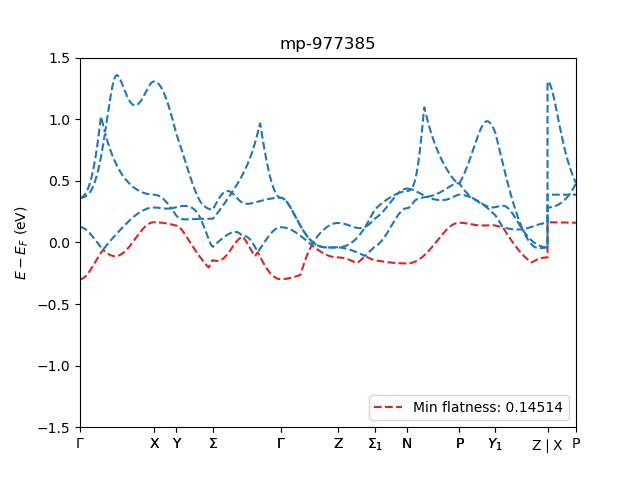 mp-977385
E − E_F (eV)
1.5
1.0
0.5
0.0
−0.5
−1.0
−1.5
Min flatness: 0.14514
Γ X Y Σ Γ Z Σ₁ N P Y₁ Z | X P